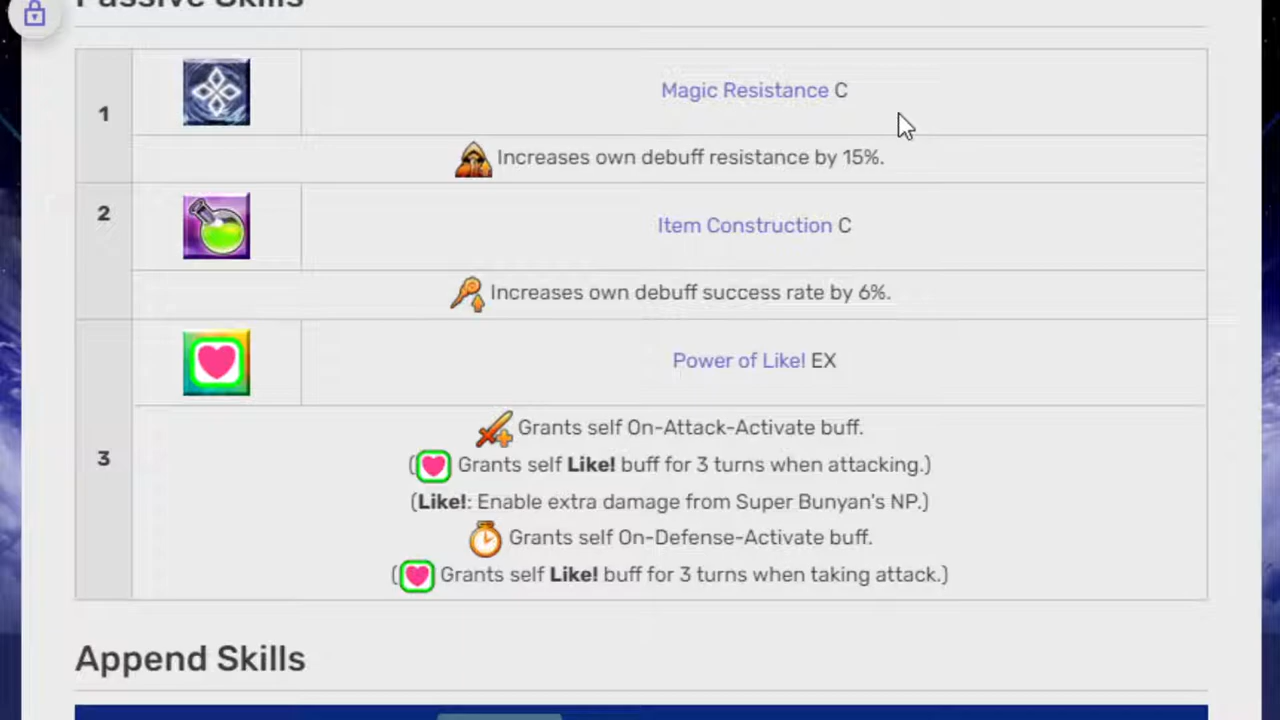 Passive Skills
1
Magic Resistance C
Increases own debuff resistance by 15%.
2
Item Construction C
Increases own debuff success rate by 6%.
3
Power of Like! EX
Grants self On-Attack-Activate buff.
( Grants self Like! buff for 3 turns when attacking.)
(Like!: Enable extra damage from Super Bunyan's NP.)
Grants self On-Defense-Activate buff.
( Grants self Like! buff for 3 turns when taking attack.)
Append Skills